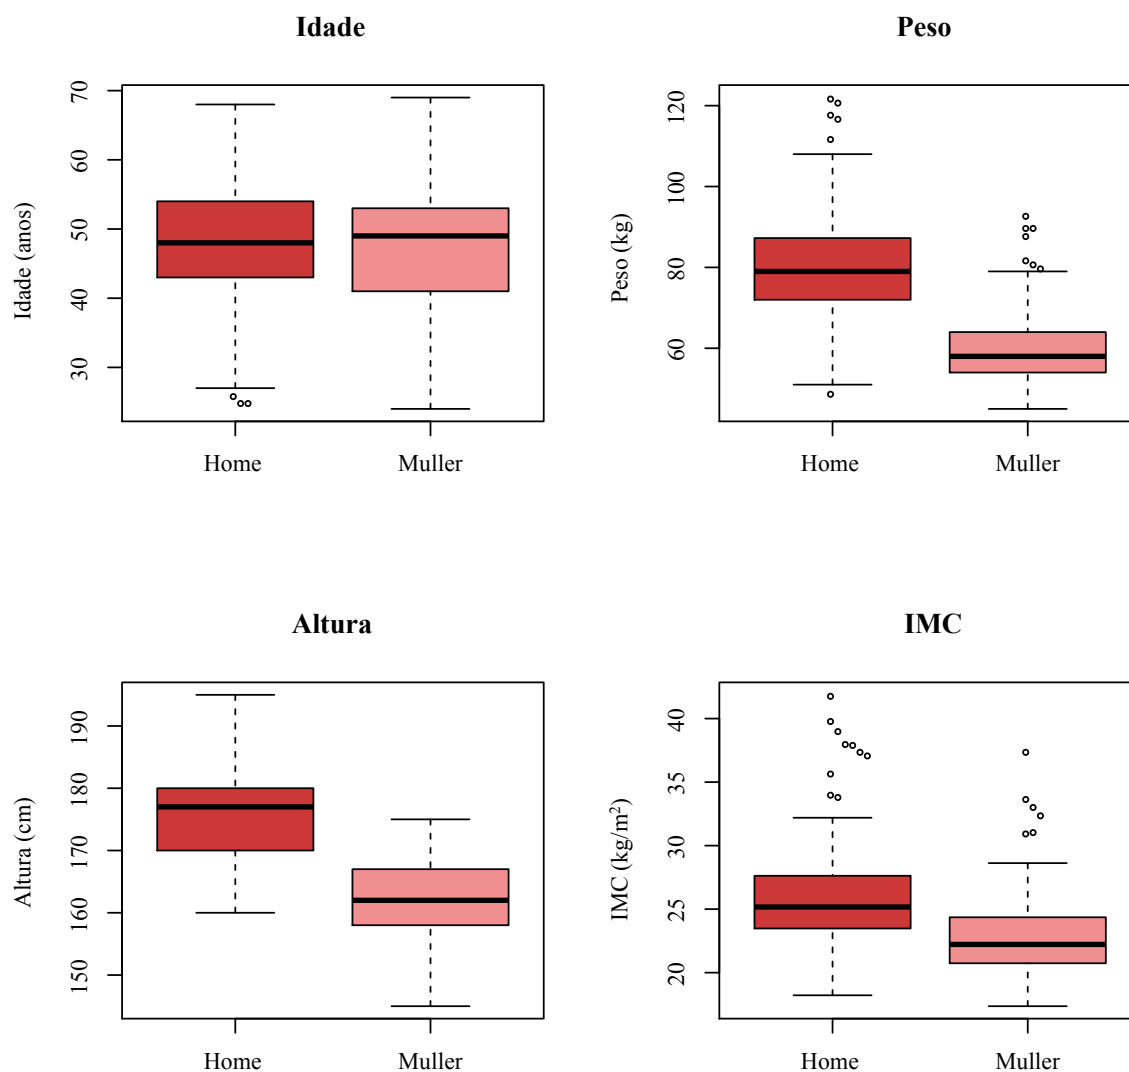 Idade
Idade (anos)
70
60
50
40
30
Home
Muller
Peso
Peso (kg)
120
100
80
60
Home
Muller
Altura
Altura (cm)
190
180
170
160
150
Home
Muller
IMC
IMC (kg/m²)
40
35
30
25
20
Home
Muller